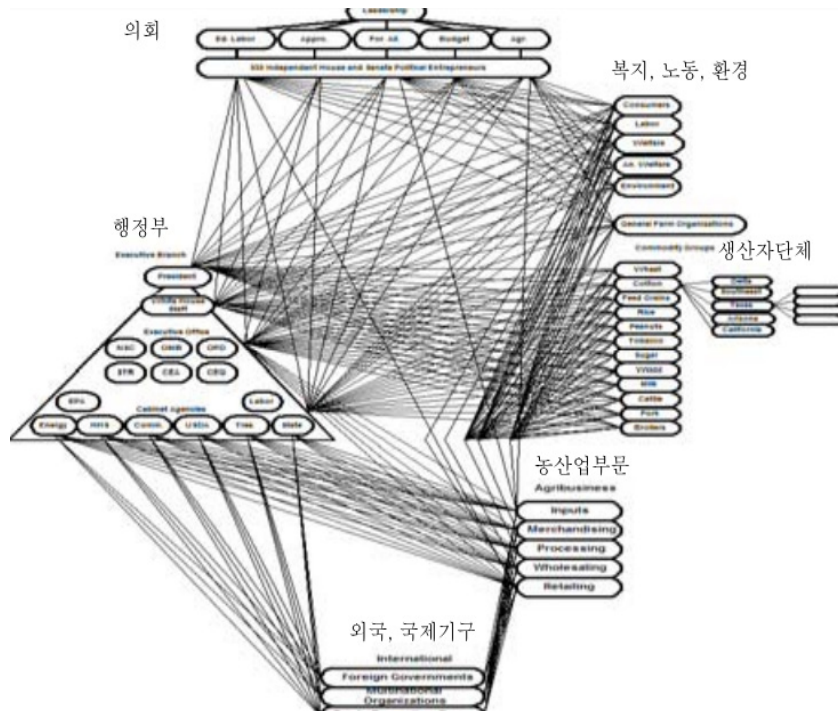 의회
Leadership
Ed. Labor
Appro.
For. Af.
Budget
Agr.
Independent House and Senate Political Entrepreneurs
복지, 노동, 환경
Consumers
Labor
Welfare
An. Welfare
Environment
General Farm Organizations
Commodity Groups
생산자단체
행정부
Executive Branch
President
White House
Staff
Executive Office
NSC
OMB
OPD
STR
CEA
CEQ
EPA
Labor
Cabinet Agencies
Energy
HHS
Comm.
USDA
Tres.
State
Wheat
Cotton
Feed Grains
Rice
Peanuts
Tobacco
Sugar
Wool
Milk
Cattle
Pork
Broilers
Delta
Southeast
Texas
Arizona
California
농산업부문
Agribusiness
Inputs
Merchandising
Processing
Wholesaling
Retailing
외국, 국제기구
International
Foreign Governments
Multinational
Organizations